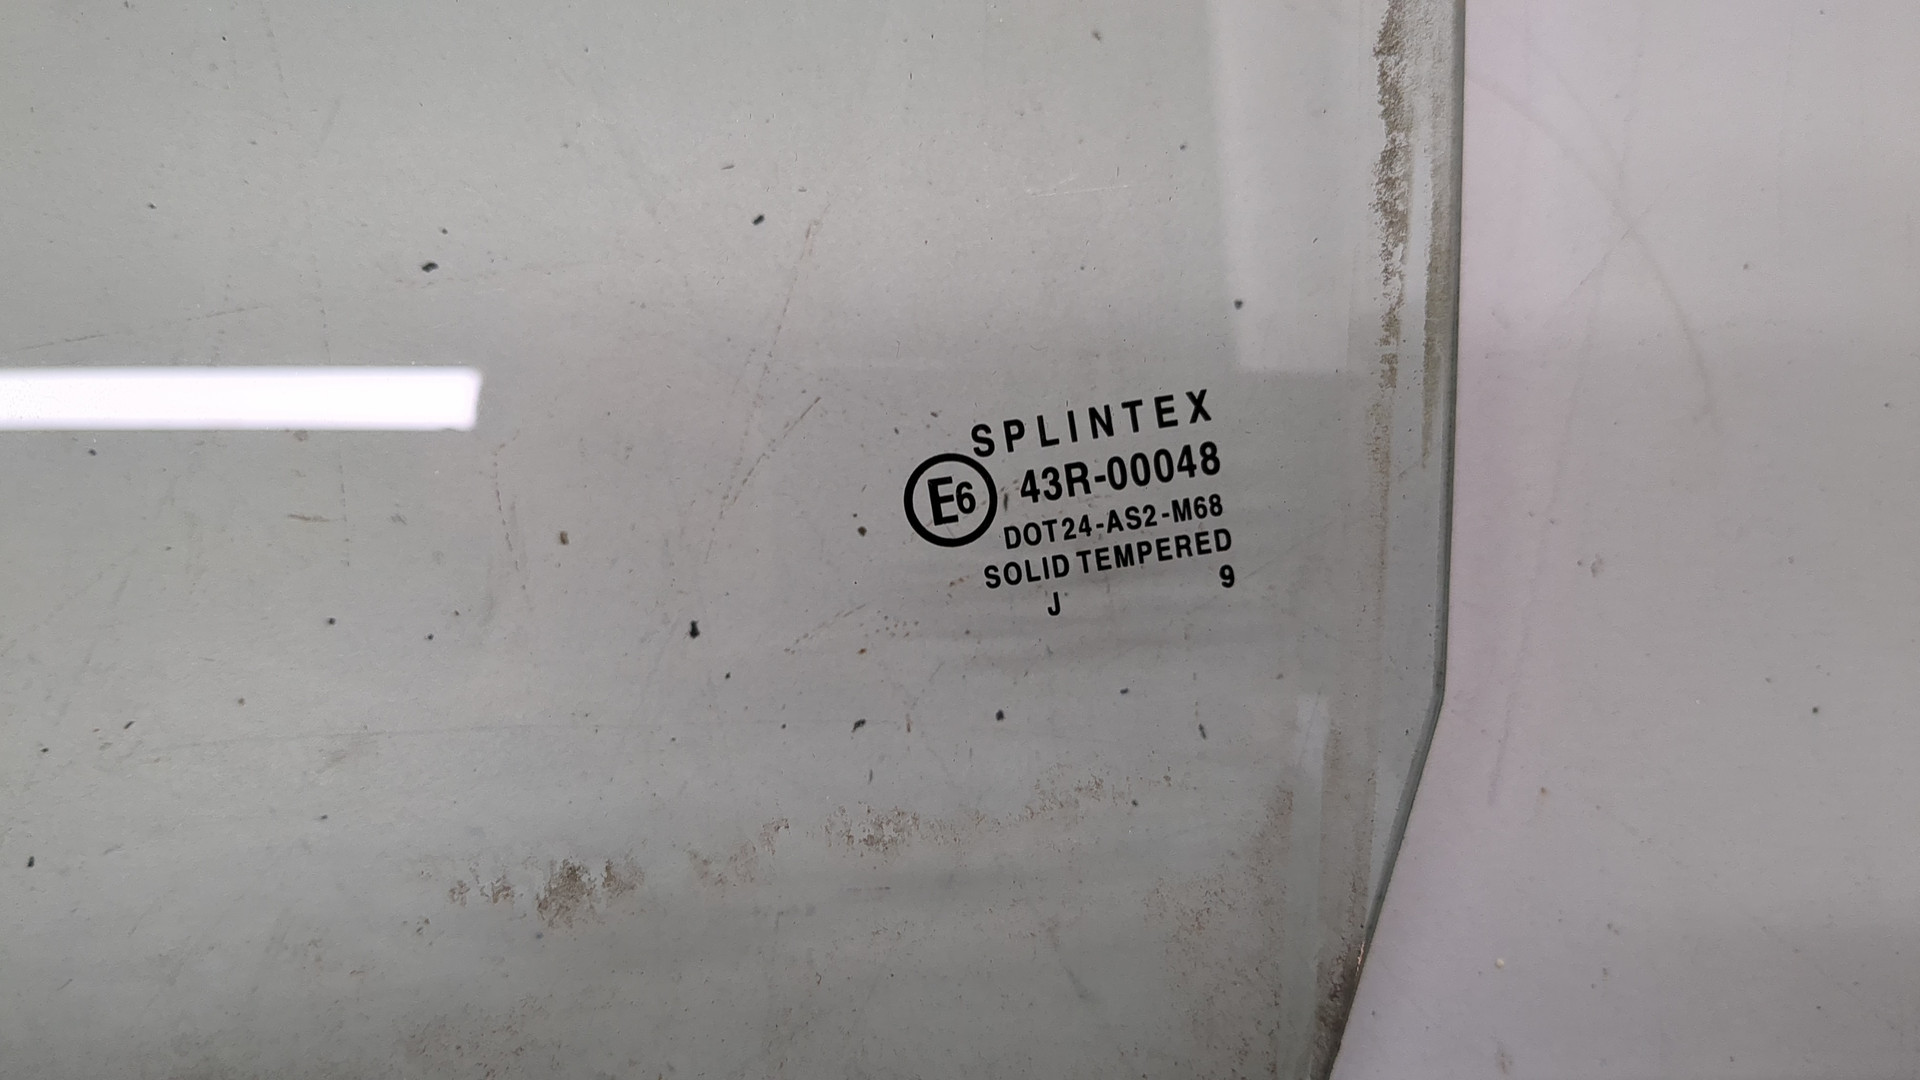 SPLINTEX
E6 43R-00048
DOT24-AS2-M68
SOLID TEMPERED
J 9